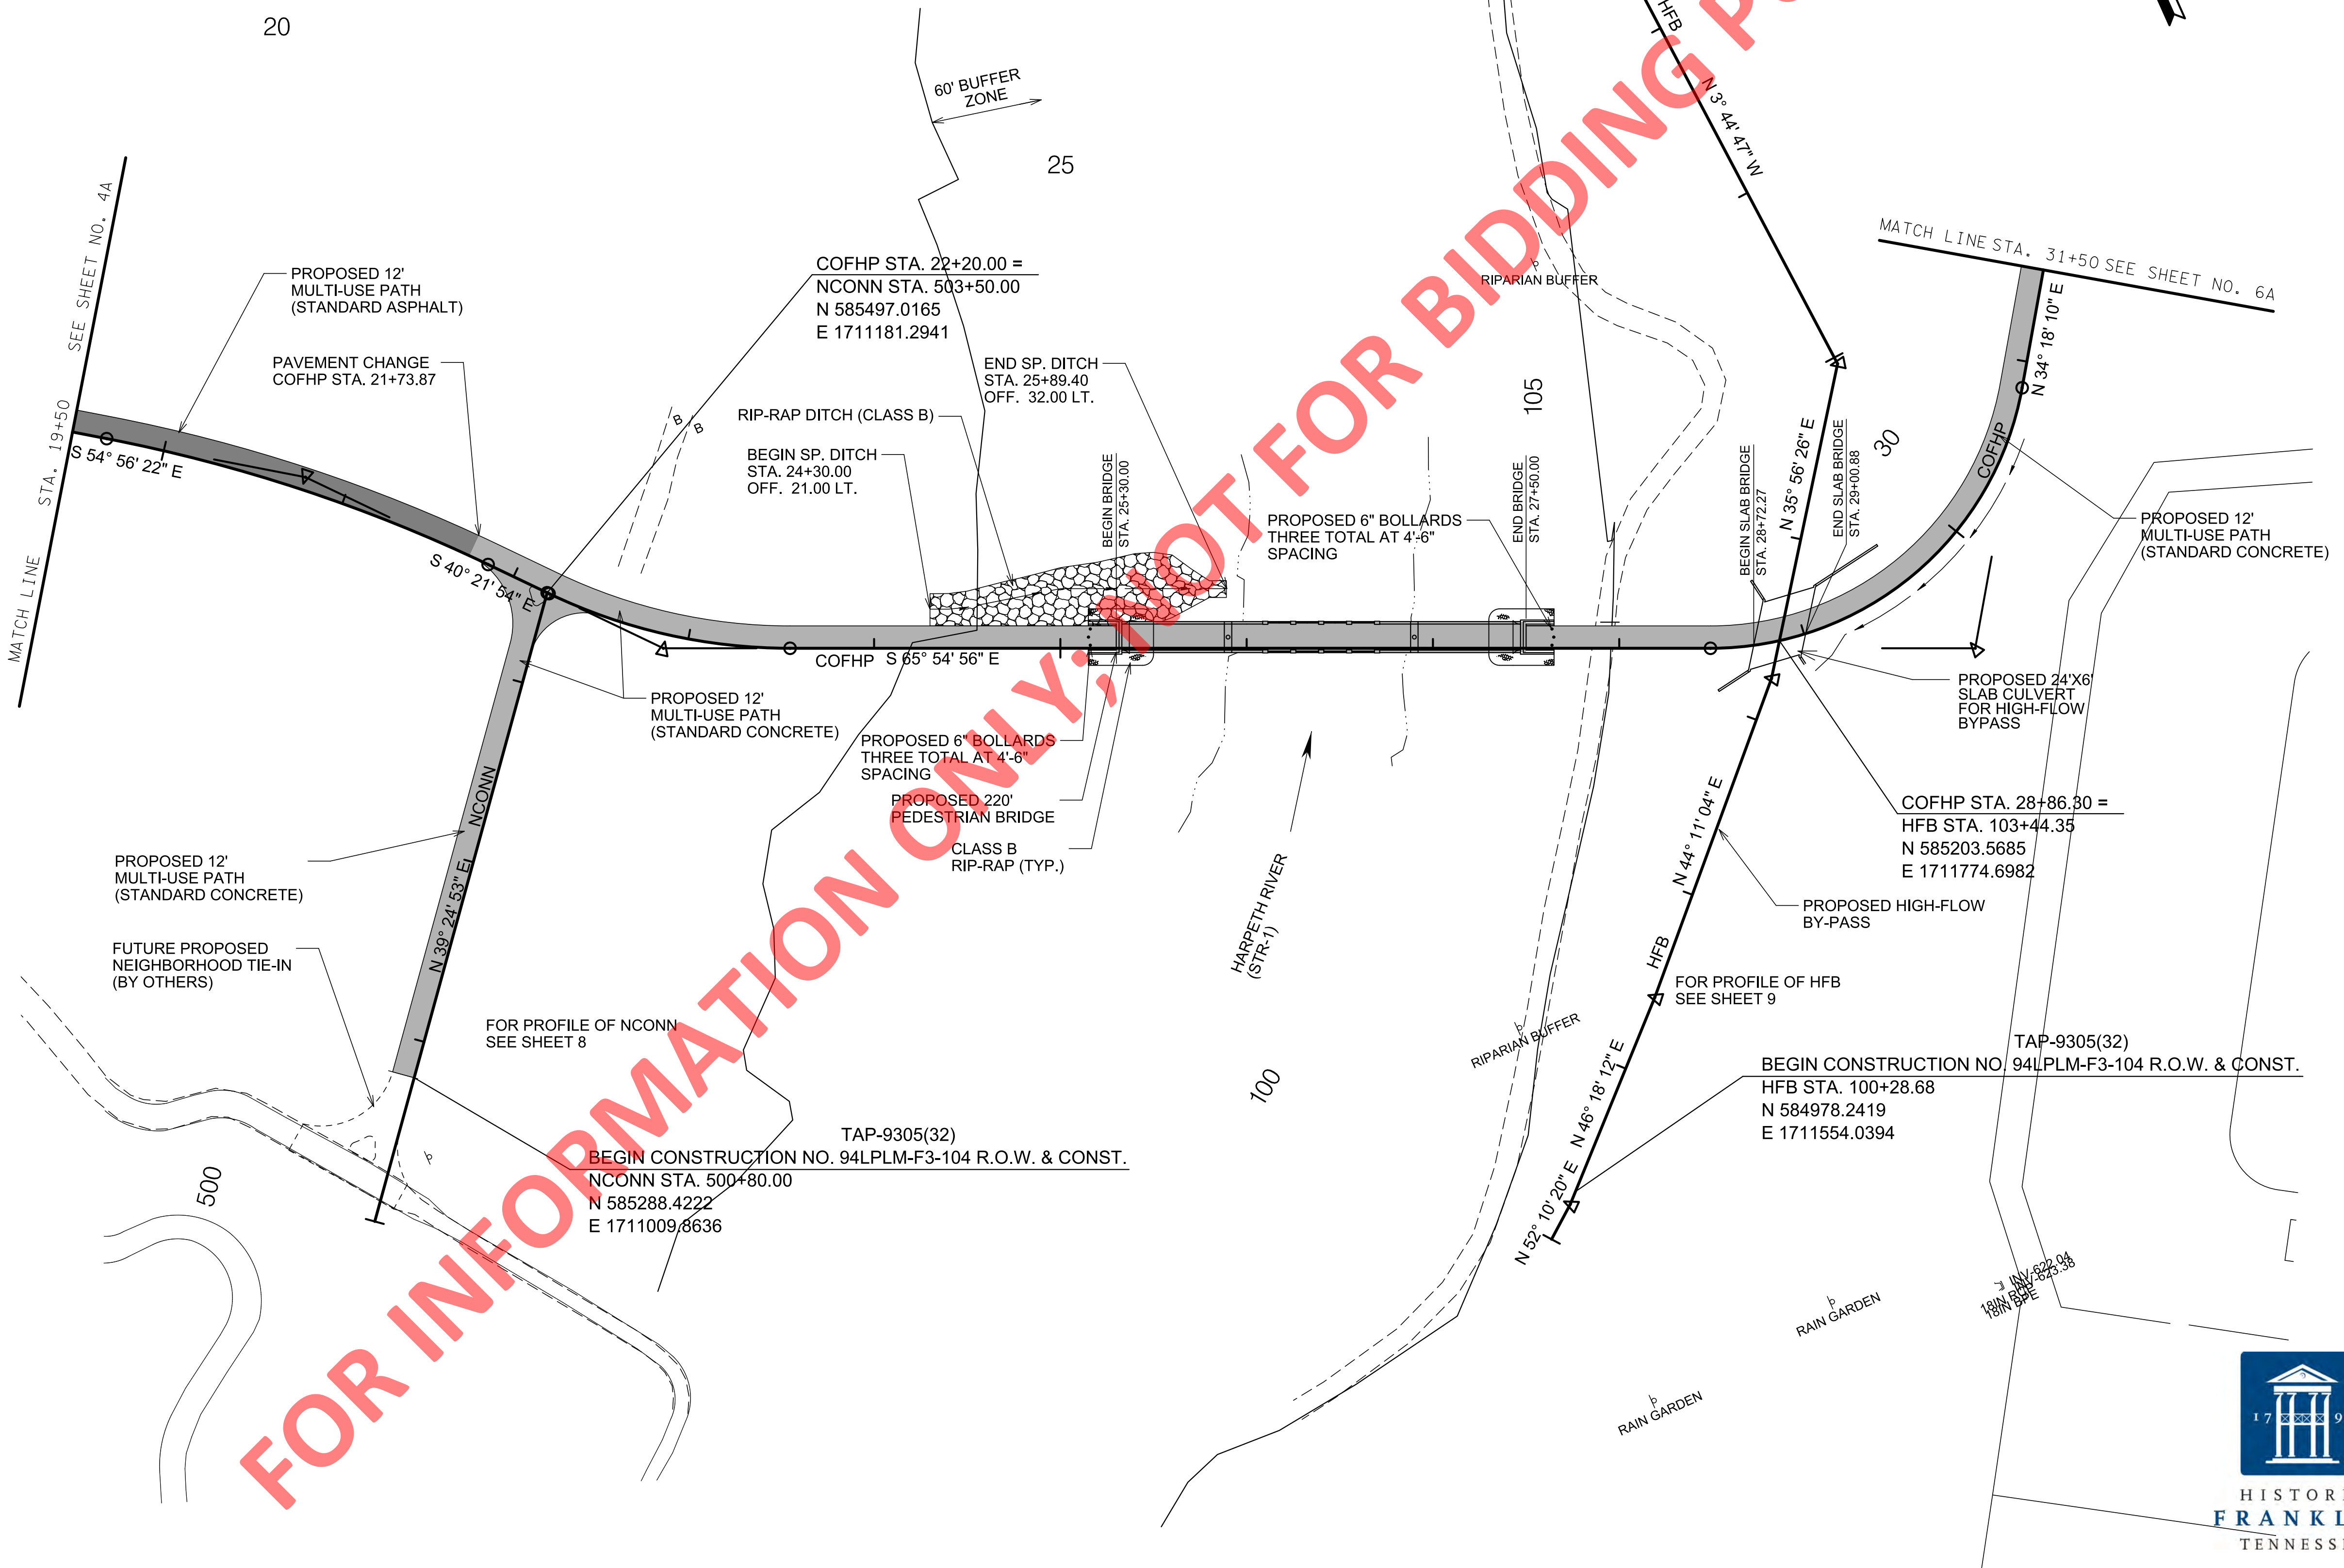 20
60' BUFFER
ZONE
25
HFB
N 3° 44' 47" W
MATCH LINE STA. 31+50 SEE SHEET NO. 6A
MATCH LINE STA. 19+50 SEE SHEET NO. 4A
PROPOSED 12'
MULTI-USE PATH
(STANDARD ASPHALT)
PAVEMENT CHANGE
COFHP STA. 21+73.87
COFHP STA. 22+20.00 =
NCONN STA. 503+50.00
N 585497.0165
E 1711181.2941
RIPARIAN BUFFER
END SP. DITCH
STA. 25+89.40
OFF. 32.00 LT.
RIP-RAP DITCH (CLASS B)
BEGIN SP. DITCH
STA. 24+30.00
OFF. 21.00 LT.
B
B
105
30
N 34° 18' 10" E
COFHP
S 54° 56' 22" E
S 40° 21' 54" E
BEGIN BRIDGE
STA. 25+30.00
END BRIDGE
STA. 27+50.00
PROPOSED 6" BOLLARDS
THREE TOTAL AT 4'-6"
SPACING
BEGIN SLAB BRIDGE
STA. 28+72.27
N 35° 56' 26" E
END SLAB BRIDGE
STA. 29+00.88
PROPOSED 12'
MULTI-USE PATH
(STANDARD CONCRETE)
COFHP S 65° 54' 56" E
PROPOSED 12'
MULTI-USE PATH
(STANDARD CONCRETE)
PROPOSED 24'X6'
SLAB CULVERT
FOR HIGH-FLOW
BYPASS
PROPOSED 6" BOLLARDS
THREE TOTAL AT 4'-6"
SPACING
PROPOSED 220'
PEDESTRIAN BRIDGE
CLASS B
RIP-RAP (TYP.)
HARPETH RIVER
(STR-1)
COFHP STA. 28+86.30 =
HFB STA. 103+44.35
N 585203.5685
E 1711774.6982
N 44° 11' 04" E
PROPOSED HIGH-FLOW
BY-PASS
HFB
NCONN
N 39° 24' 53" E
PROPOSED 12'
MULTI-USE PATH
(STANDARD CONCRETE)
FUTURE PROPOSED
NEIGHBORHOOD TIE-IN
(BY OTHERS)
FOR PROFILE OF NCONN
SEE SHEET 8
FOR PROFILE OF HFB
SEE SHEET 9
RIPARIAN BUFFER
100
N 46° 18' 12" E
N 52° 10' 20" E
TAP-9305(32)
BEGIN CONSTRUCTION NO. 94LPLM-F3-104 R.O.W. & CONST.
HFB STA. 100+28.68
N 584978.2419
E 1711554.0394
TAP-9305(32)
BEGIN CONSTRUCTION NO. 94LPLM-F3-104 R.O.W. & CONST.
NCONN STA. 500+80.00
N 585288.4222
E 1711009.8636
500
INV-622.04
INV-623.38
18IN RCP
18IN BPE
RAIN GARDEN
RAIN GARDEN
FOR INFORMATION ONLY; NOT FOR BIDDING
17 9
HISTORI
FRANKL
TENNESS